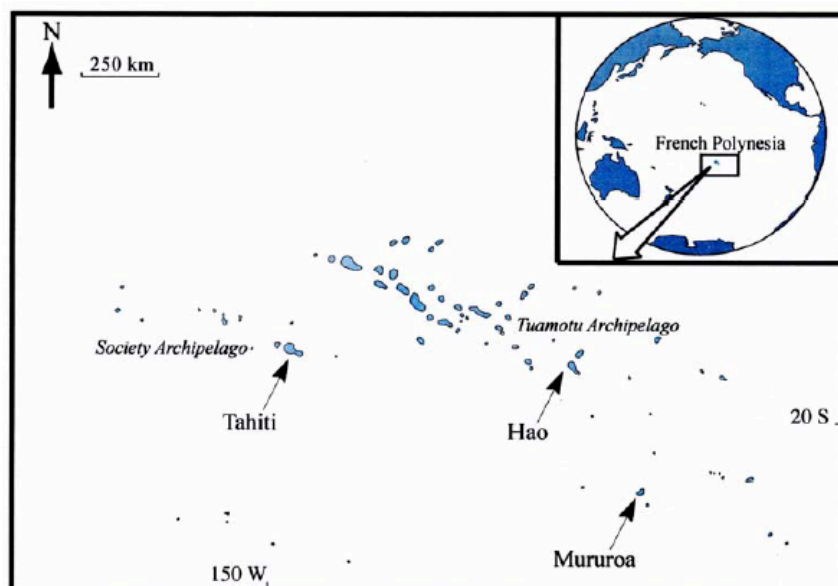 N
250 km
French Polynesia
Tuamotu Archipelago
Society Archipelago
Tahiti
Hao
20 S
Mururoa
150 W